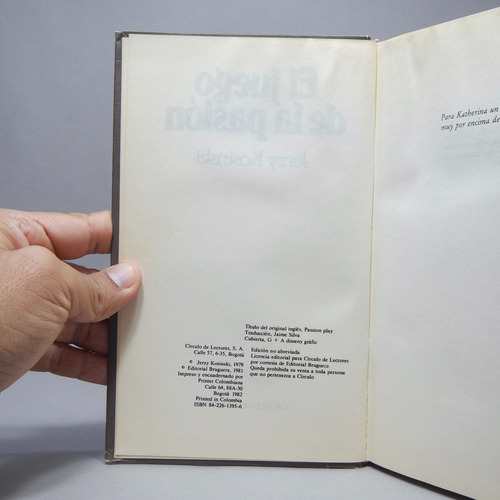 El juego
de la pasión
Jerzy Kosinski
Para Katherina un
muy por encima de
Título del original inglés, Passion play
Traducción, Jaime Silva
Cubierta, G + A disseny gràfic
Círculo de Lectores, S. A.
Calle 57, 6-35, Bogotá
© Jerzy Kosinski, 1979
© Editorial Bruguera, 1981
Impreso y encuadernado por
Printer Colombiana
Calle 64, 88A-30
Bogotá 1982
Printed in Colombia
ISBN 84-226-1395-6
Edición no abreviada
Licencia editorial para Círculo de Lectores
por cortesía de Editorial Bruguera
Queda prohibida su venta a toda persona
que no pertenezca a Círculo